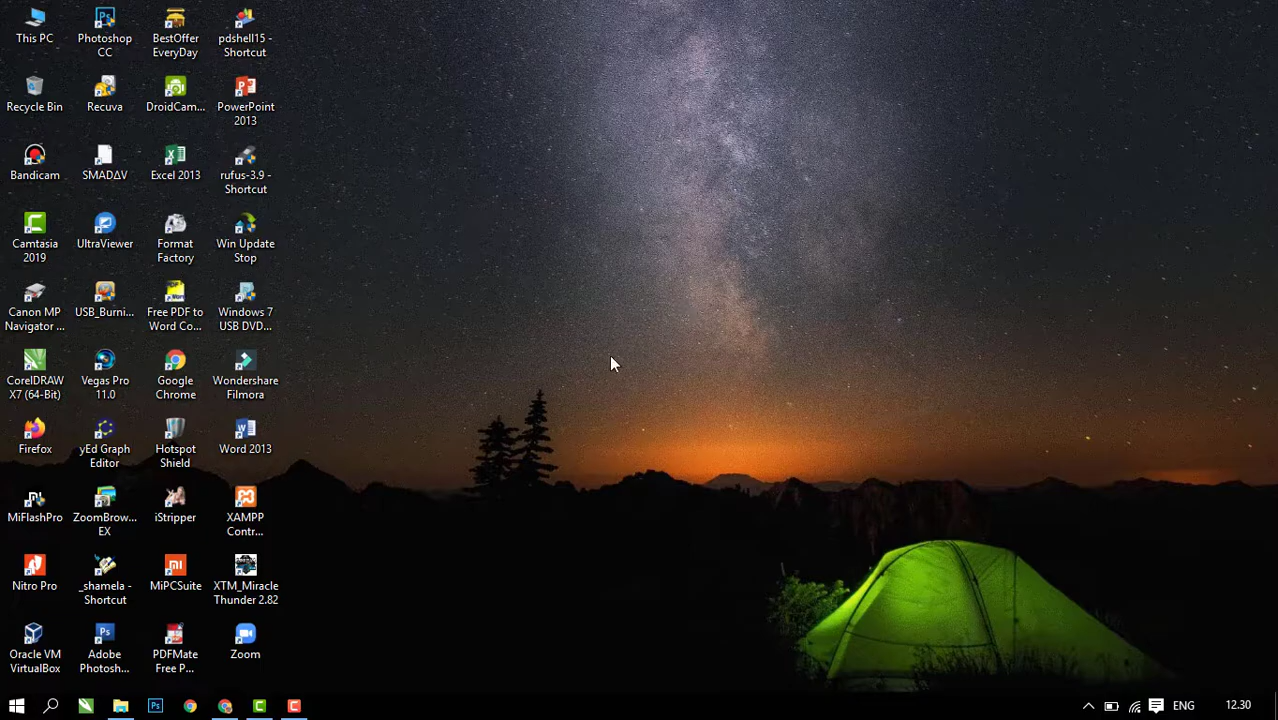 This PC
Photoshop
CC
BestOffer
EveryDay
pdshell15 -
Shortcut
Recycle Bin
Recuva
DroidCam...
PowerPoint
2013
Bandicam
SMADΔV
Excel 2013
rufus-3.9 -
Shortcut
Camtasia
2019
UltraViewer
Format
Factory
Win Update
Stop
Canon MP
Navigator ...
USB_Burni...
Free PDF to
Word Co...
Windows 7
USB DVD...
CorelDRAW
X7 (64-Bit)
Vegas Pro
11.0
Google
Chrome
Wondershare
Filmora
Firefox
yEd Graph
Editor
Hotspot
Shield
Word 2013
MiFlashPro
ZoomBrow...
EX
iStripper
XAMPP
Contr...
Nitro Pro
_shamela -
Shortcut
MiPCSuite
XTM_Miracle
Thunder 2.82
Oracle VM
VirtualBox
Adobe
Photosh...
PDFMate
Free P...
Zoom
ENG
12.30